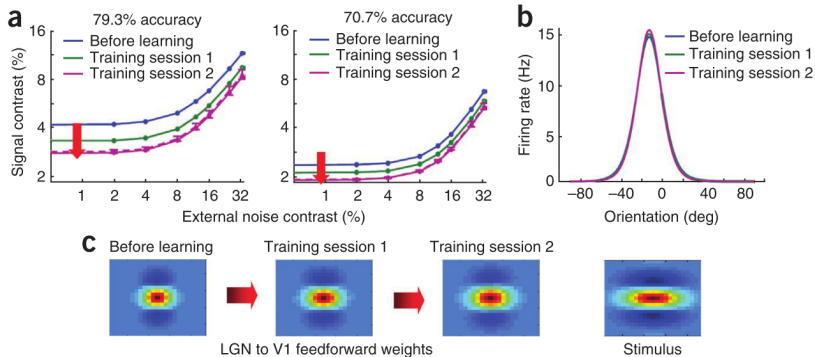 a
79.3% accuracy
Signal contrast (%)
16
8
4
2
Before learning
Training session 1
Training session 2
1 2 4 8 16 32
70.7% accuracy
16
8
4
2
Before learning
Training session 1
Training session 2
1 2 4 8 16 32
External noise contrast (%)
b
Firing rate (Hz)
15
10
5
0
Before learning
Training session 1
Training session 2
−80 −40 0 40 80
Orientation (deg)
c
Before learning
Training session 1
Training session 2
LGN to V1 feedforward weights
Stimulus